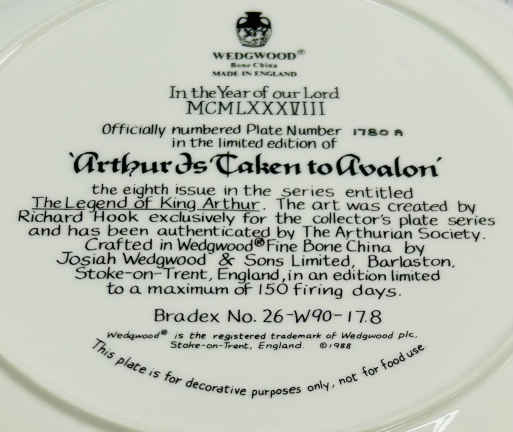 WEDGWOOD®
Bone China
MADE IN ENGLAND
In the Year of our Lord
MCMLXXXVIII
Officially numbered Plate Number 1780 A
in the limited edition of
'Arthur Is Taken to Avalon'
the eighth issue in the series entitled
The Legend of King Arthur. The art was created by
Richard Hook exclusively for the collector's plate series
and has been authenticated by The Arthurian Society.
Crafted in Wedgwood® Fine Bone China by
Josiah Wedgwood & Sons Limited, Barlaston,
Stoke-on-Trent, England, in an edition limited
to a maximum of 150 firing days.
Bradex No. 26-W90-17.8
Wedgwood® is the registered trademark of Wedgwood plc,
Stoke-on-Trent, England. ©1988
This plate is for decorative purposes only, not for food use